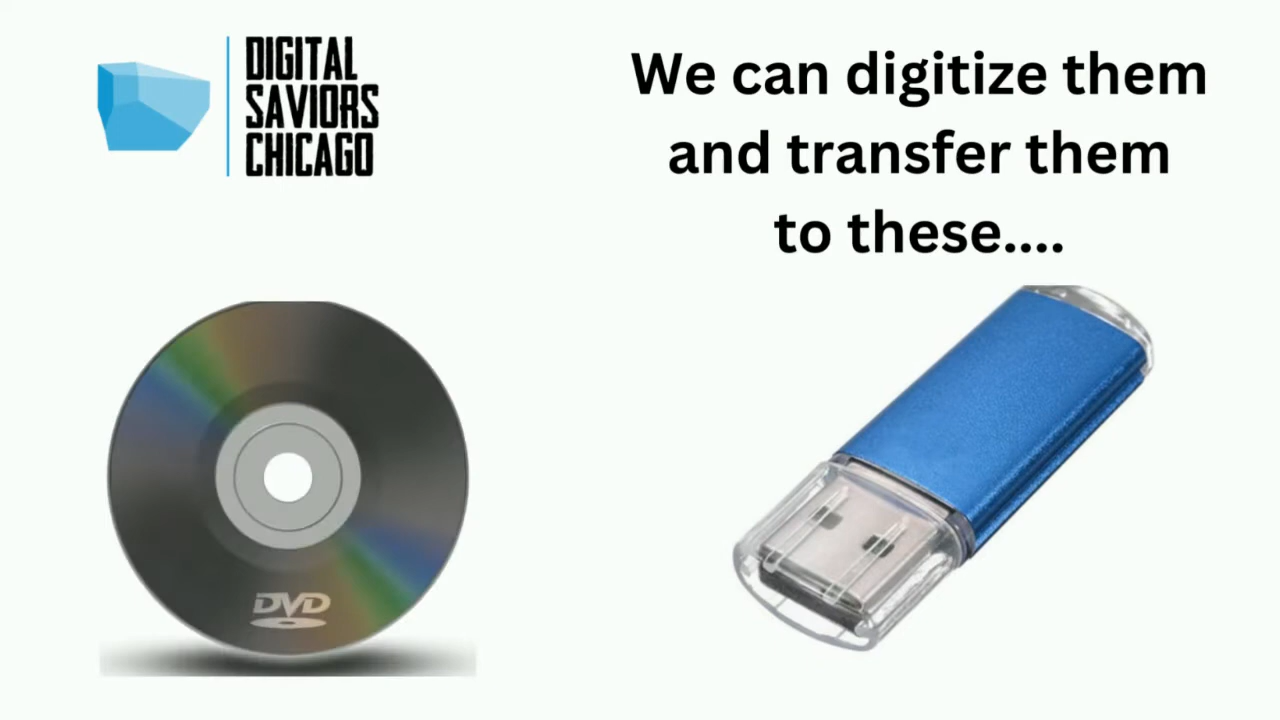 DIGITAL
SAVIORS
CHICAGO
We can digitize them
and transfer them
to these....
DVD